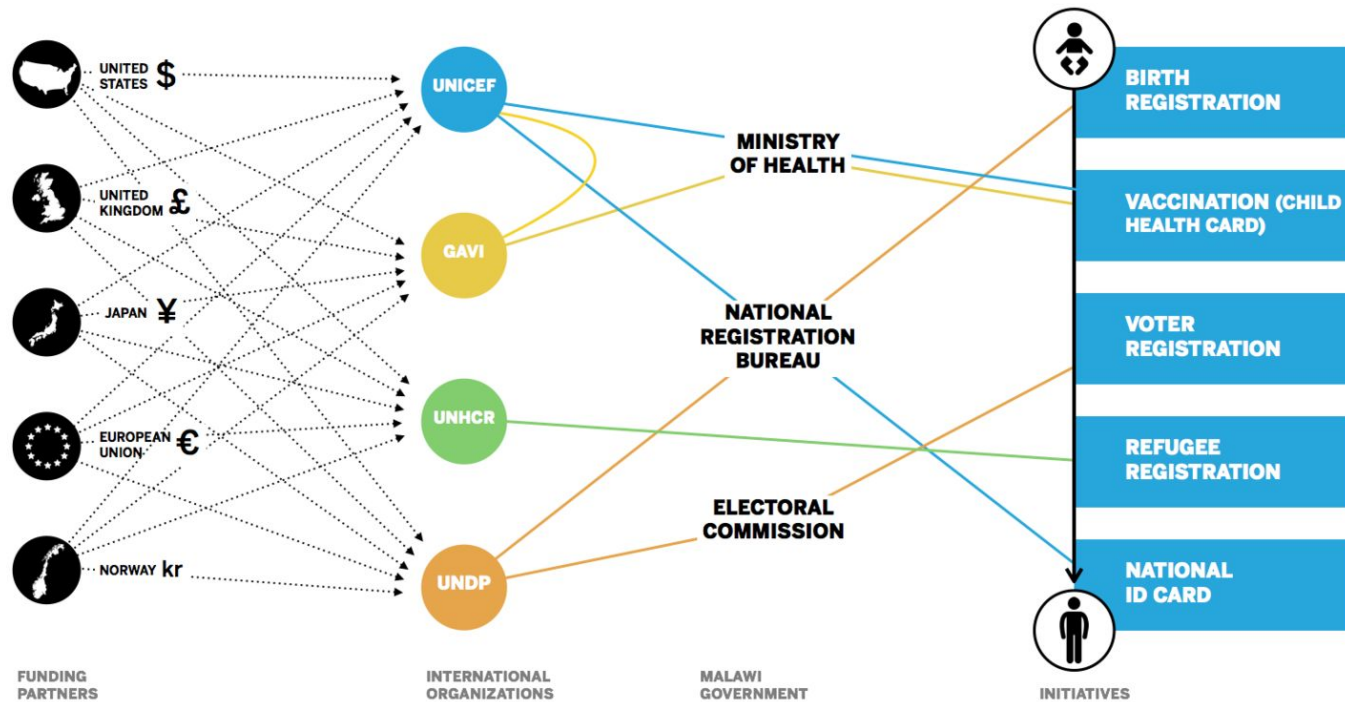 UNITED
STATES $
UNITED
KINGDOM £
JAPAN ¥
EUROPEAN
UNION €
NORWAY kr
FUNDING
PARTNERS
UNICEF
GAVI
UNHCR
UNDP
INTERNATIONAL
ORGANIZATIONS
MINISTRY
OF HEALTH
NATIONAL
REGISTRATION
BUREAU
ELECTORAL
COMMISSION
MALAWI
GOVERNMENT
BIRTH
REGISTRATION
VACCINATION (CHILD
HEALTH CARD)
VOTER
REGISTRATION
REFUGEE
REGISTRATION
NATIONAL
ID CARD
INITIATIVES